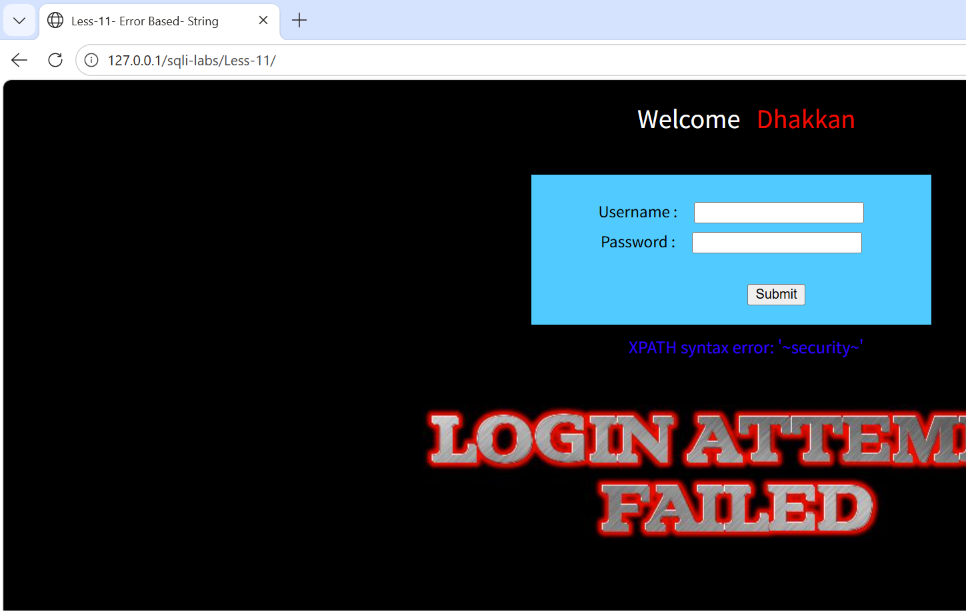 Less-11- Error Based- String
127.0.0.1/sqli-labs/Less-11/
Welcome Dhakkan
Username :
Password :
Submit
XPATH syntax error: '~security~'
LOGIN ATTEM
FAILED